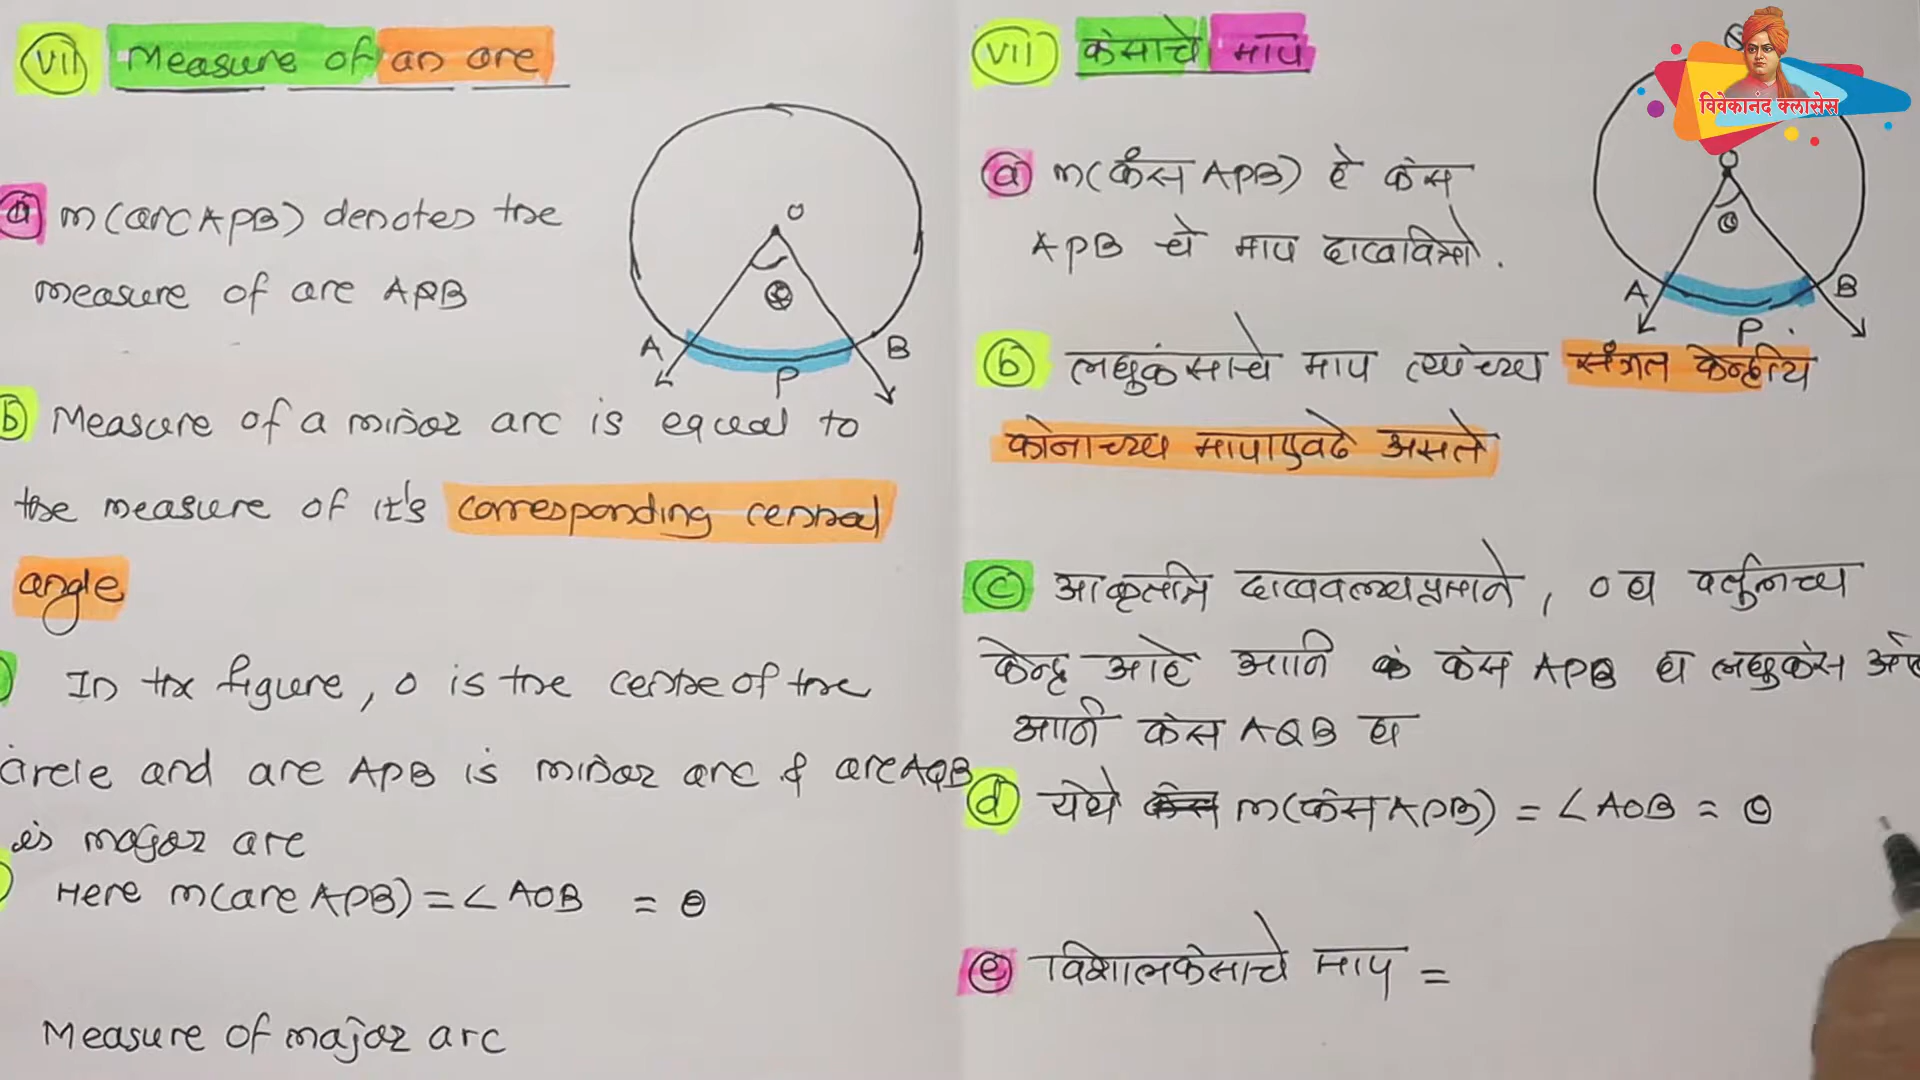 VII Measure of an arc
a m(arc APB) denotes the
measure of arc AQB
b Measure of a minor arc is equal to
the measure of it's corresponding central
angle
In the figure, O is the centre of the
circle and arc APB is minor arc & arc AQB
is major arc
Here m(arc APB) = ∠ AOB = θ
Measure of major arc
O
θ
A
B
P
VII कंसाचे माप
a m(कंस APB) हे कंस
APB चे माप दाखवितो.
b लघुकंसाचे माप त्याच्या संगत केन्द्रीय
कोनाच्या मापाएवढे असते
c आकृतीत दाखवल्याप्रमाने, O हा वर्तुळाच्या
केन्द्र आहे आणि कंस APB हा लघुकंस
आणि कंस AQB हा
d येथे m(कंस APB) = ∠ AOB = θ
e विशालकंसाचे माप =
O
θ
A
B
P
विवेकानंद क्लासेस